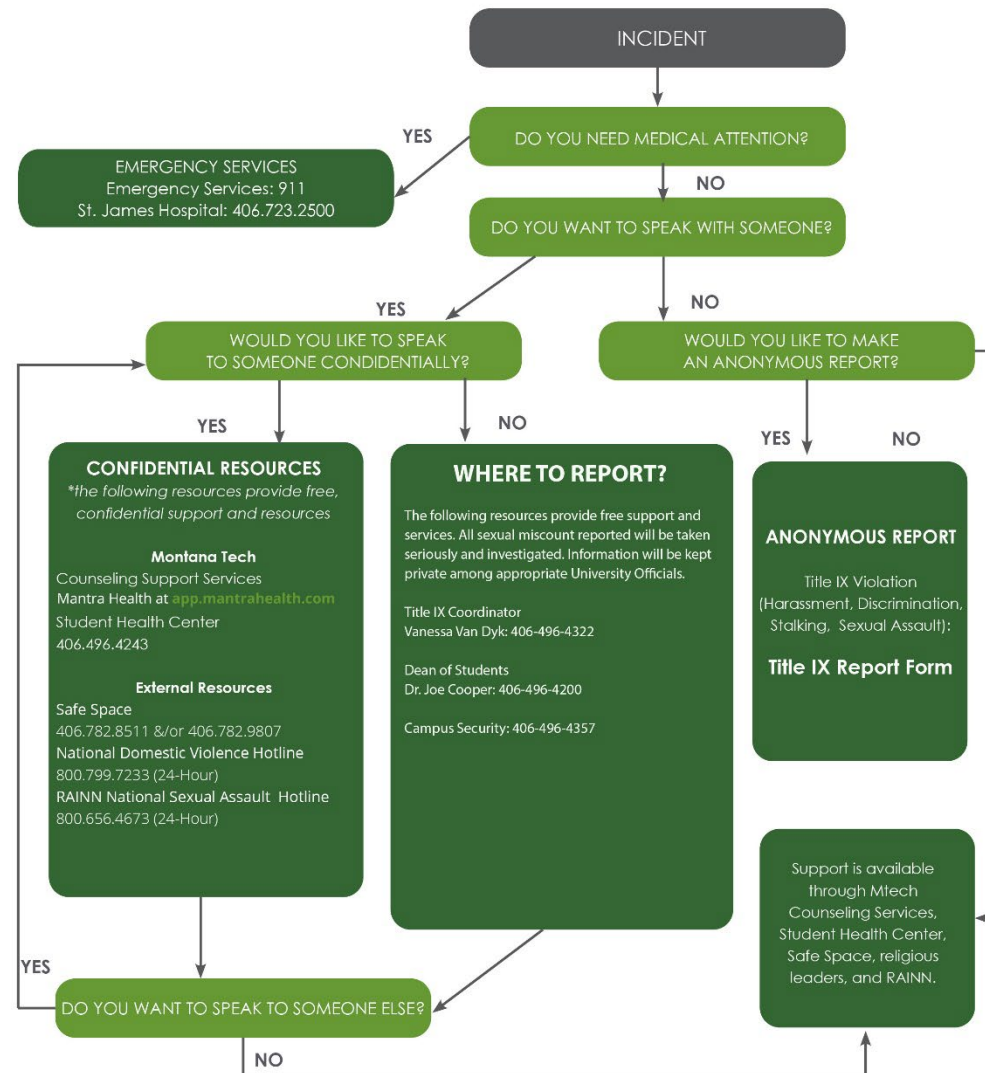 INCIDENT
YES
DO YOU NEED MEDICAL ATTENTION?
EMERGENCY SERVICES
Emergency Services: 911
St. James Hospital: 406.723.2500
NO
DO YOU WANT TO SPEAK WITH SOMEONE?
YES
NO
WOULD YOU LIKE TO SPEAK
TO SOMEONE CONDIDENTIALLY?
WOULD YOU LIKE TO MAKE
AN ANONYMOUS REPORT?
YES
NO
YES
NO
CONFIDENTIAL RESOURCES
*the following resources provide free,
confidential support and resources
Montana Tech
Counseling Support Services
Mantra Health at app.mantrahealth.com
Student Health Center
406.496.4243
External Resources
Safe Space
406.782.8511 &/or 406.782.9807
National Domestic Violence Hotline
800.799.7233 (24-Hour)
RAINN National Sexual Assault Hotline
800.656.4673 (24-Hour)
WHERE TO REPORT?
The following resources provide free support and
services. All sexual miscount reported will be taken
seriously and investigated. Information will be kept
private among appropriate University Officials.
Title IX Coordinator
Vanessa Van Dyk: 406-496-4322
Dean of Students
Dr. Joe Cooper: 406-496-4200
Campus Security: 406-496-4357
ANONYMOUS REPORT
Title IX Violation
(Harassment, Discrimination,
Stalking, Sexual Assault):
Title IX Report Form
Support is available
through Mtech
Counseling Services,
Student Health Center,
Safe Space, religious
leaders, and RAINN.
YES
DO YOU WANT TO SPEAK TO SOMEONE ELSE?
NO